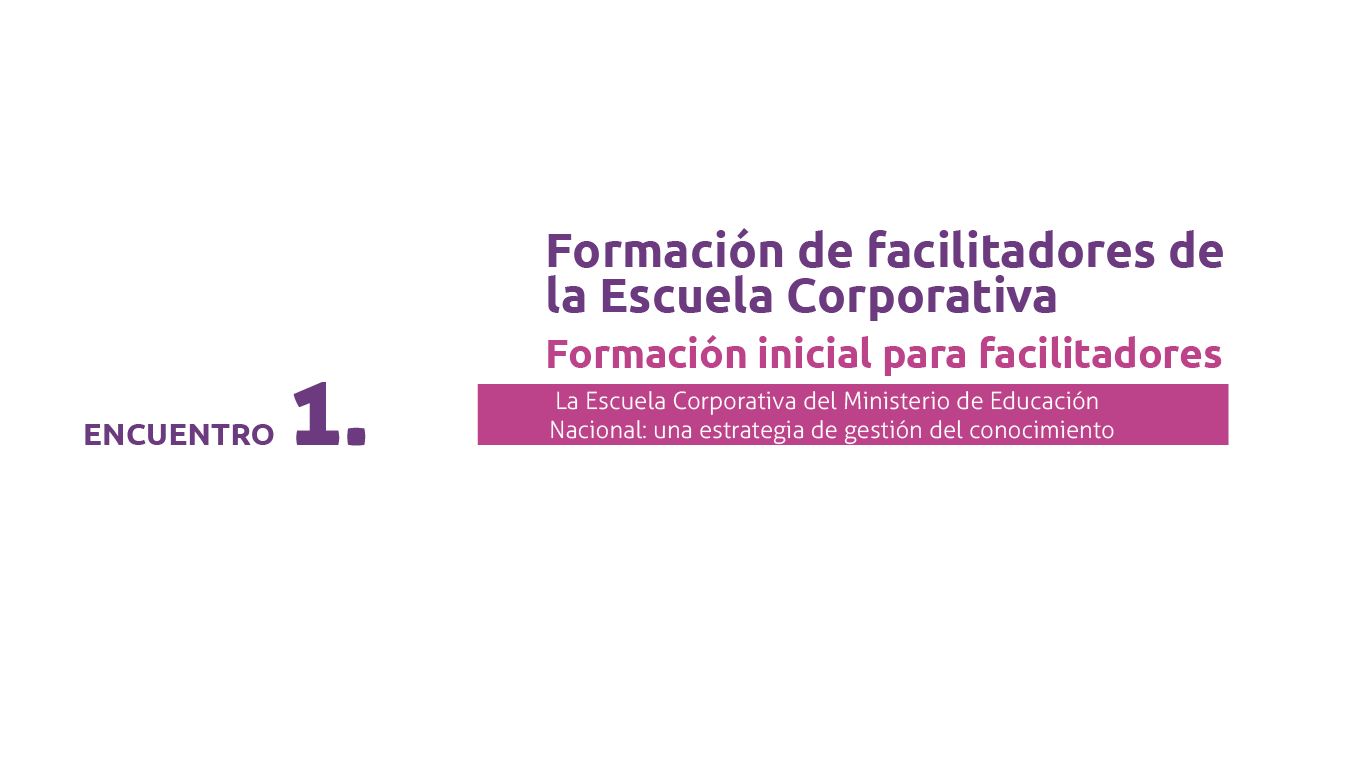 Formación de facilitadores de
la Escuela Corporativa
Formación inicial para facilitadores
ENCUENTRO 1.
La Escuela Corporativa del Ministerio de Educación
Nacional: una estrategia de gestión del conocimiento